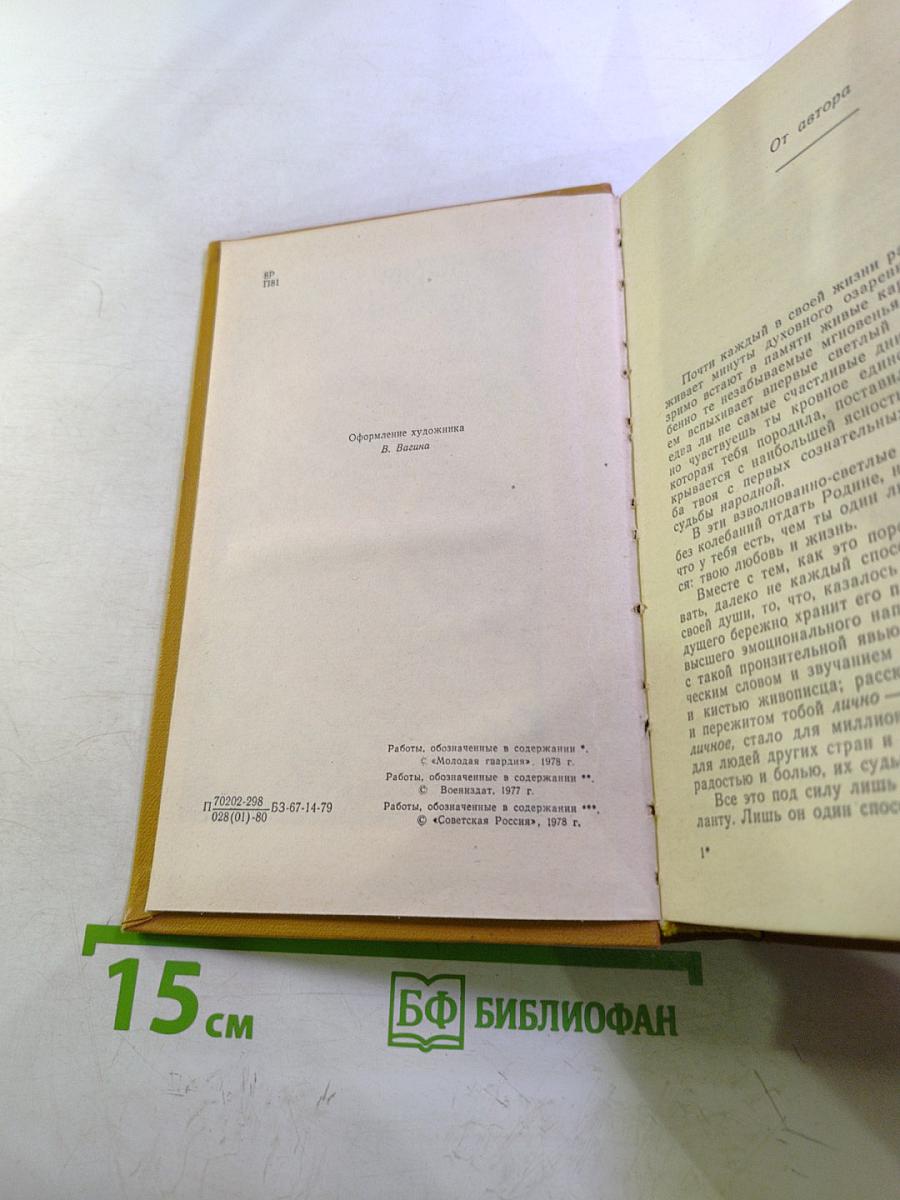 8Р
П81
Оформление художника
В. Вагина
Работы, обозначенные в содержании *.
© «Молодая гвардия», 1978 г.
Работы, обозначенные в содержании **.
© Воениздат, 1977 г.
Работы, обозначенные в содержании ***.
© «Советская Россия», 1978 г.
П 70202-298 БЗ-67-14-79
028(01)-80
От автора
Почти каждый в своей жизни
живает минуты духовного озарен
зримо встают в памяти живые кар
бенно те незабываемые мгновенья
ем вспыхивает впервые светлый
едва ли не самые счастливые дни
но чувствуешь ты кровное един
которая тебя породила, постави
крывается с наибольшей ясност
ба твоя с первых сознательных
судьбы народной.
В эти взволнованно-светлые
без колебаний отдать Родине,
что у тебя есть, чем ты один
ся: твою любовь и жизнь.
Вместе с тем, как это поро
вать, далеко не каждый спосо
своей души, то, что, казалось
дущего бережно хранит его п
высшего эмоционального нап
с такой пронзительной явью
ческим словом и звучанием
и кистью живописца; расск
и пережитом тобой лично —
личное, стало для миллион
для людей других стран и
радостью и болью, их судь
Все это под силу лишь
ланту. Лишь он один спосо
1*
15 см
БФ БИБЛИОФАН